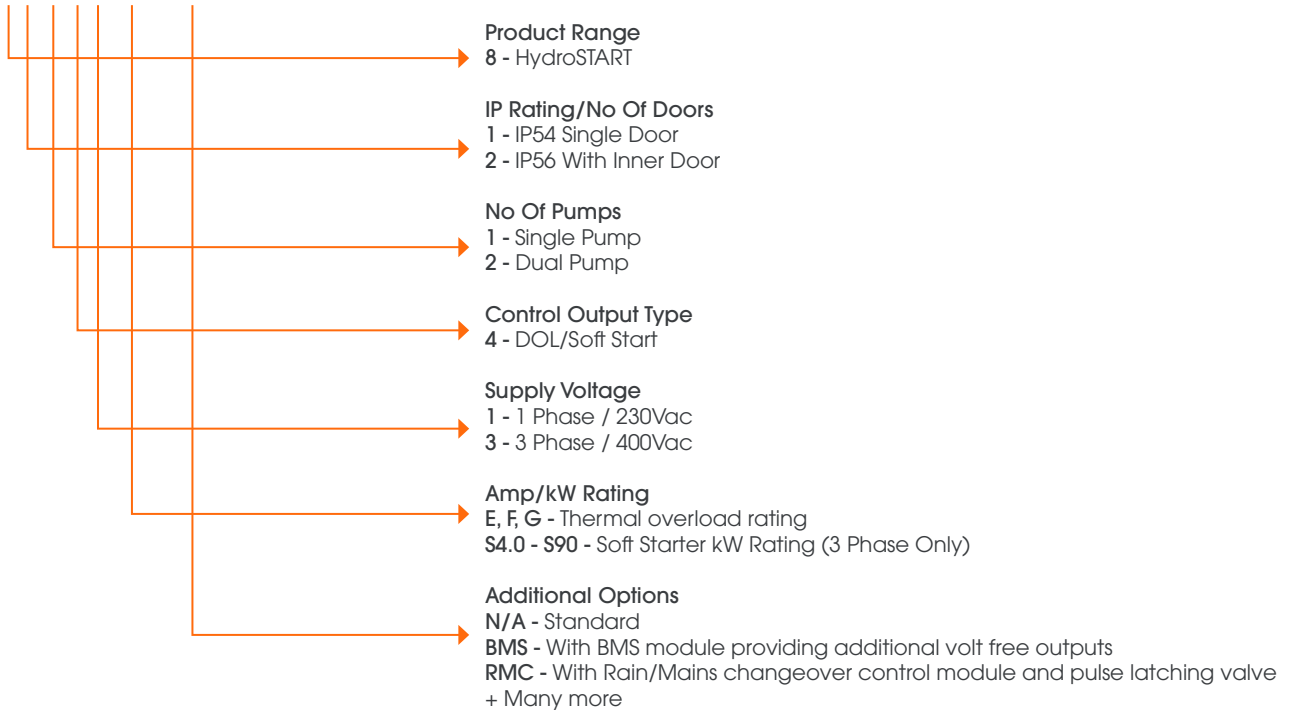 Product Range
8 - HydroSTART
IP Rating/No Of Doors
1 - IP54 Single Door
2 - IP56 With Inner Door
No Of Pumps
1 - Single Pump
2 - Dual Pump
Control Output Type
4 - DOL/Soft Start
Supply Voltage
1 - 1 Phase / 230Vac
3 - 3 Phase / 400Vac
Amp/kW Rating
E, F, G - Thermal overload rating
S4.0 - S90 - Soft Starter kW Rating (3 Phase Only)
Additional Options
N/A - Standard
BMS - With BMS module providing additional volt free outputs
RMC - With Rain/Mains changeover control module and pulse latching valve
+ Many more